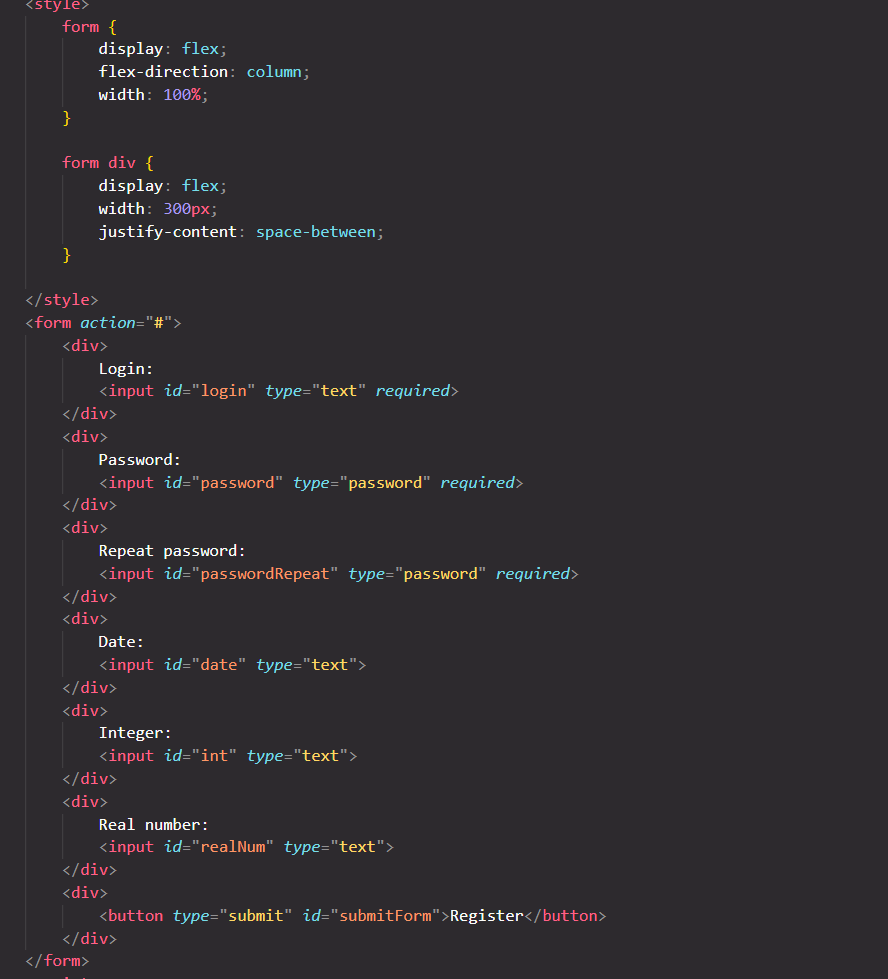 <style>
    form {
        display: flex;
        flex-direction: column;
        width: 100%;
    }

    form div {
        display: flex;
        width: 300px;
        justify-content: space-between;
    }

</style>
<form action="#">
    <div>
        Login:
        <input id="login" type="text" required>
    </div>
    <div>
        Password:
        <input id="password" type="password" required>
    </div>
    <div>
        Repeat password:
        <input id="passwordRepeat" type="password" required>
    </div>
    <div>
        Date:
        <input id="date" type="text">
    </div>
    <div>
        Integer:
        <input id="int" type="text">
    </div>
    <div>
        Real number:
        <input id="realNum" type="text">
    </div>
    <div>
        <button type="submit" id="submitForm">Register</button>
    </div>
</form>